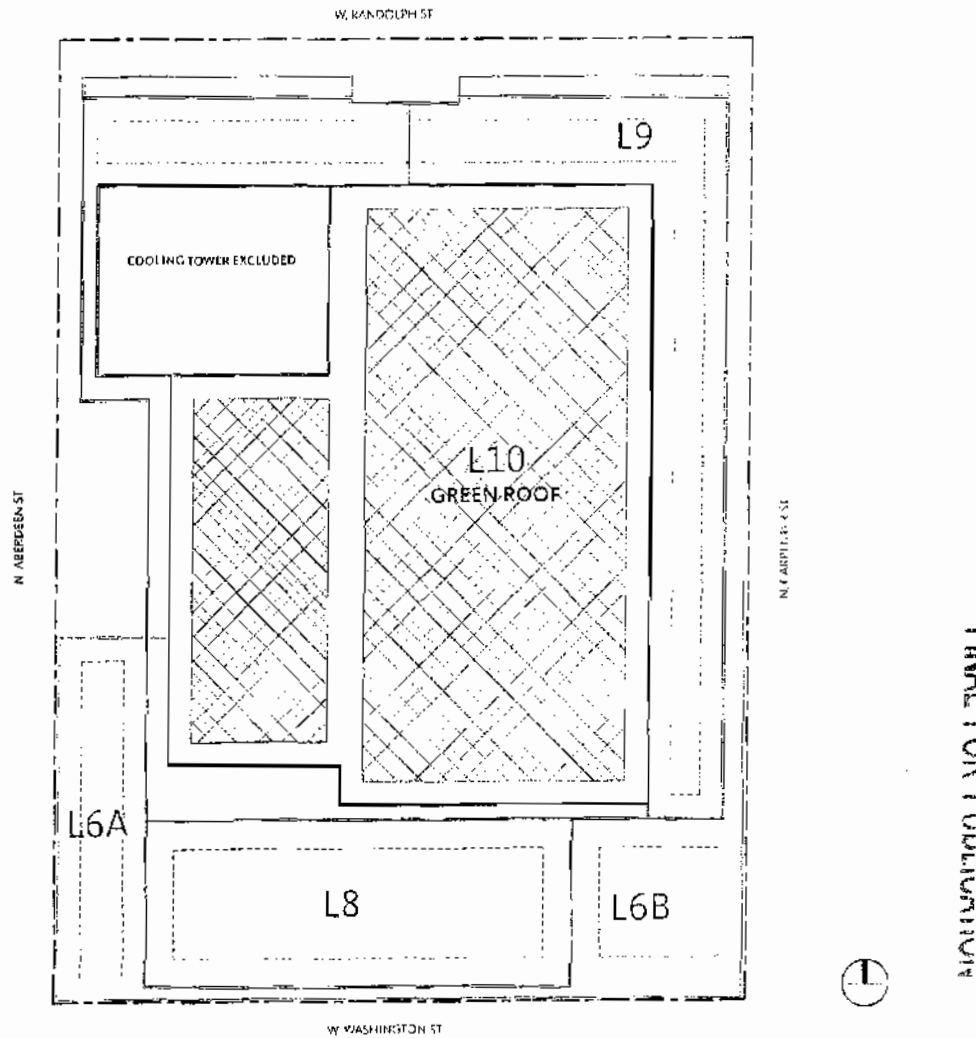 W. RANDOLPH ST
L9
COOLING TOWER EXCLUDED
L10
GREEN ROOF
N ABERDEEN ST
L6A
L8
L6B
W WASHINGTON ST